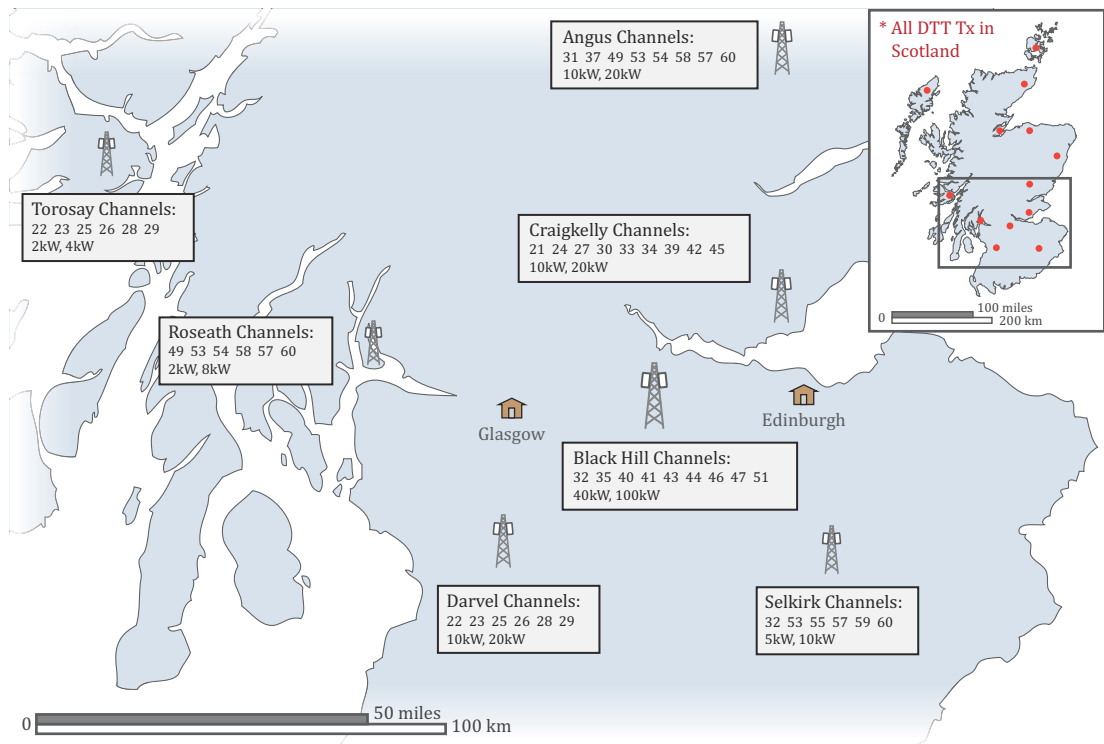 Angus Channels:
31 37 49 53 54 58 57 60
10kW, 20kW
* All DTT Tx in
Scotland
0
100 miles
200 km
Torosay Channels:
22 23 25 26 28 29
2kW, 4kW
Craigkelly Channels:
21 24 27 30 33 34 39 42 45
10kW, 20kW
Roseath Channels:
49 53 54 58 57 60
2kW, 8kW
Glasgow
Edinburgh
Black Hill Channels:
32 35 40 41 43 44 46 47 51
40kW, 100kW
Darvel Channels:
22 23 25 26 28 29
10kW, 20kW
Selkirk Channels:
32 53 55 57 59 60
5kW, 10kW
0
50 miles
100 km